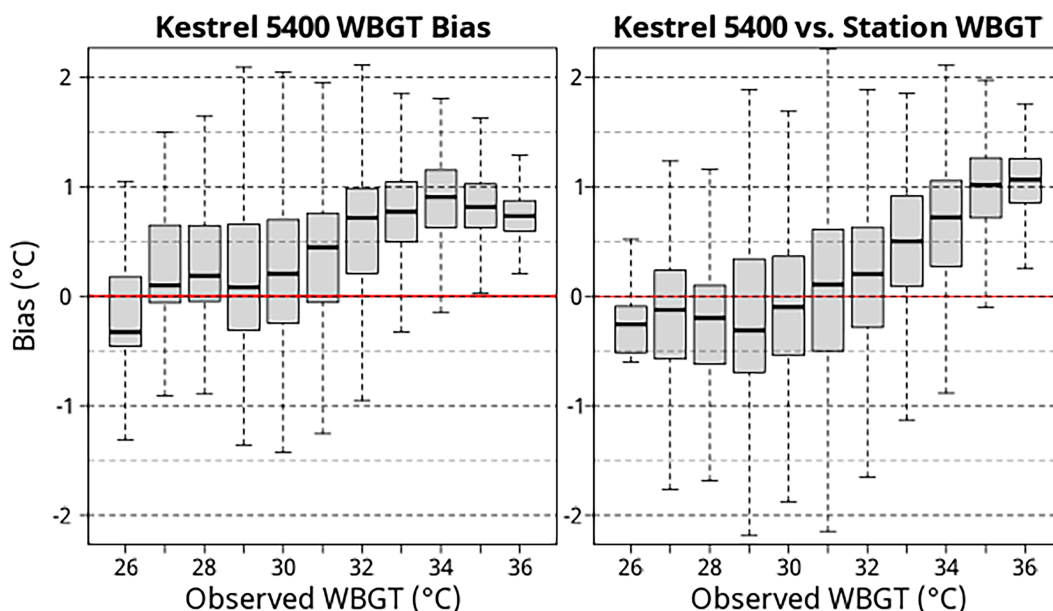 Kestrel 5400 WBGT Bias
Kestrel 5400 vs. Station WBGT
Bias (°C)
2
1
0
-1
-2
26 28 30 32 34 36
Observed WBGT (°C)
2
1
0
-1
-2
26 28 30 32 34 36
Observed WBGT (°C)